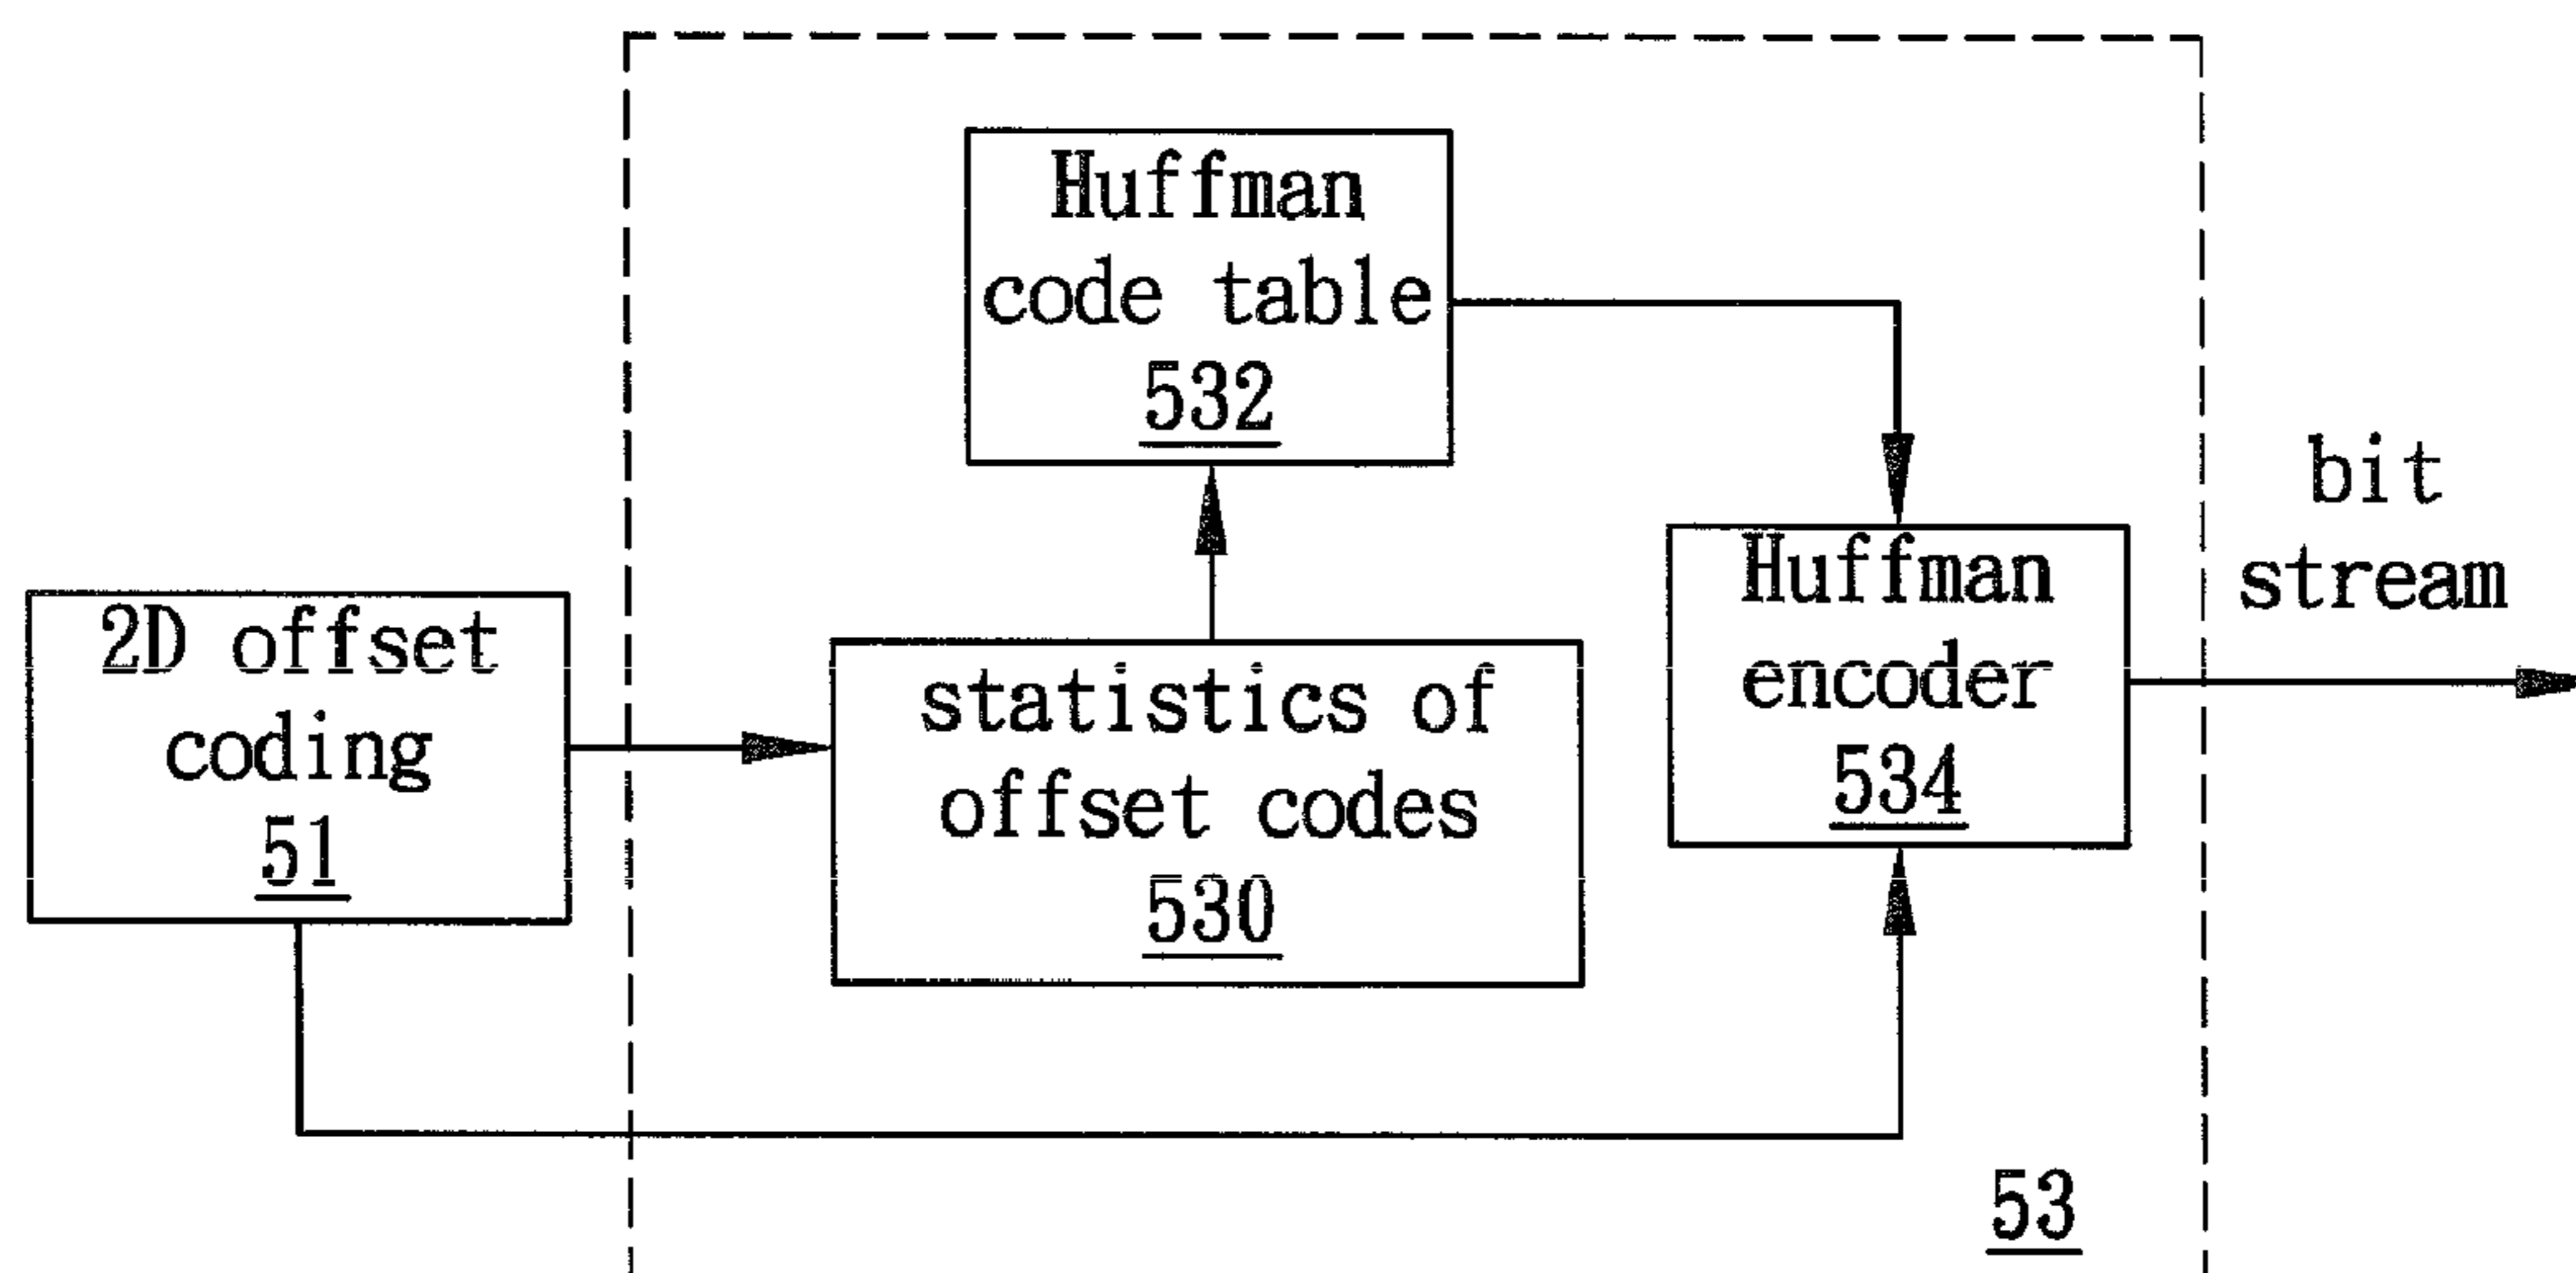 Huffman
code table
532
bit
stream
Huffman
encoder
534
2D offset
coding
51
statistics of
offset codes
530
53